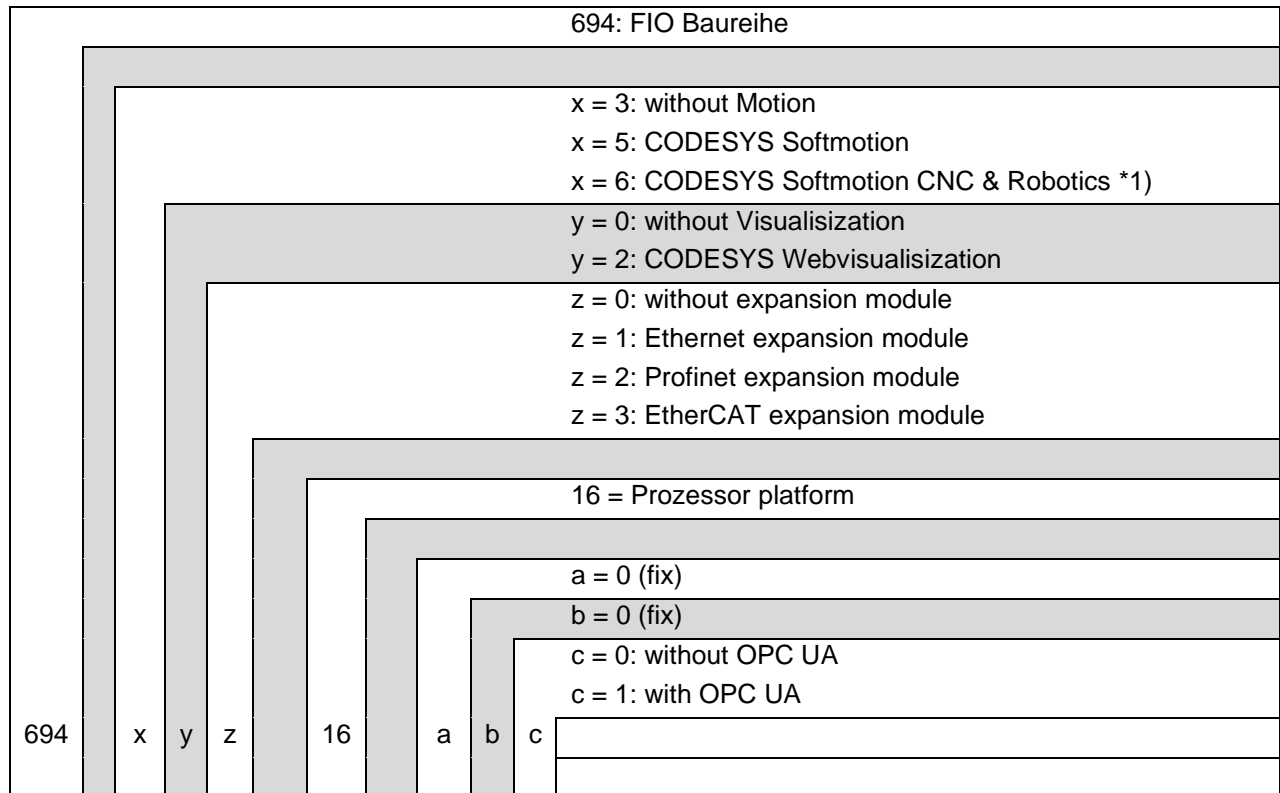 694: FIO Baureihe
x = 3: without Motion
x = 5: CODESYS Softmotion
x = 6: CODESYS Softmotion CNC & Robotics *1)
y = 0: without Visualisization
y = 2: CODESYS Webvisualisization
z = 0: without expansion module
z = 1: Ethernet expansion module
z = 2: Profinet expansion module
z = 3: EtherCAT expansion module
16 = Prozessor platform
a = 0 (fix)
b = 0 (fix)
c = 0: without OPC UA
c = 1: with OPC UA
694 x y z 16 a b c